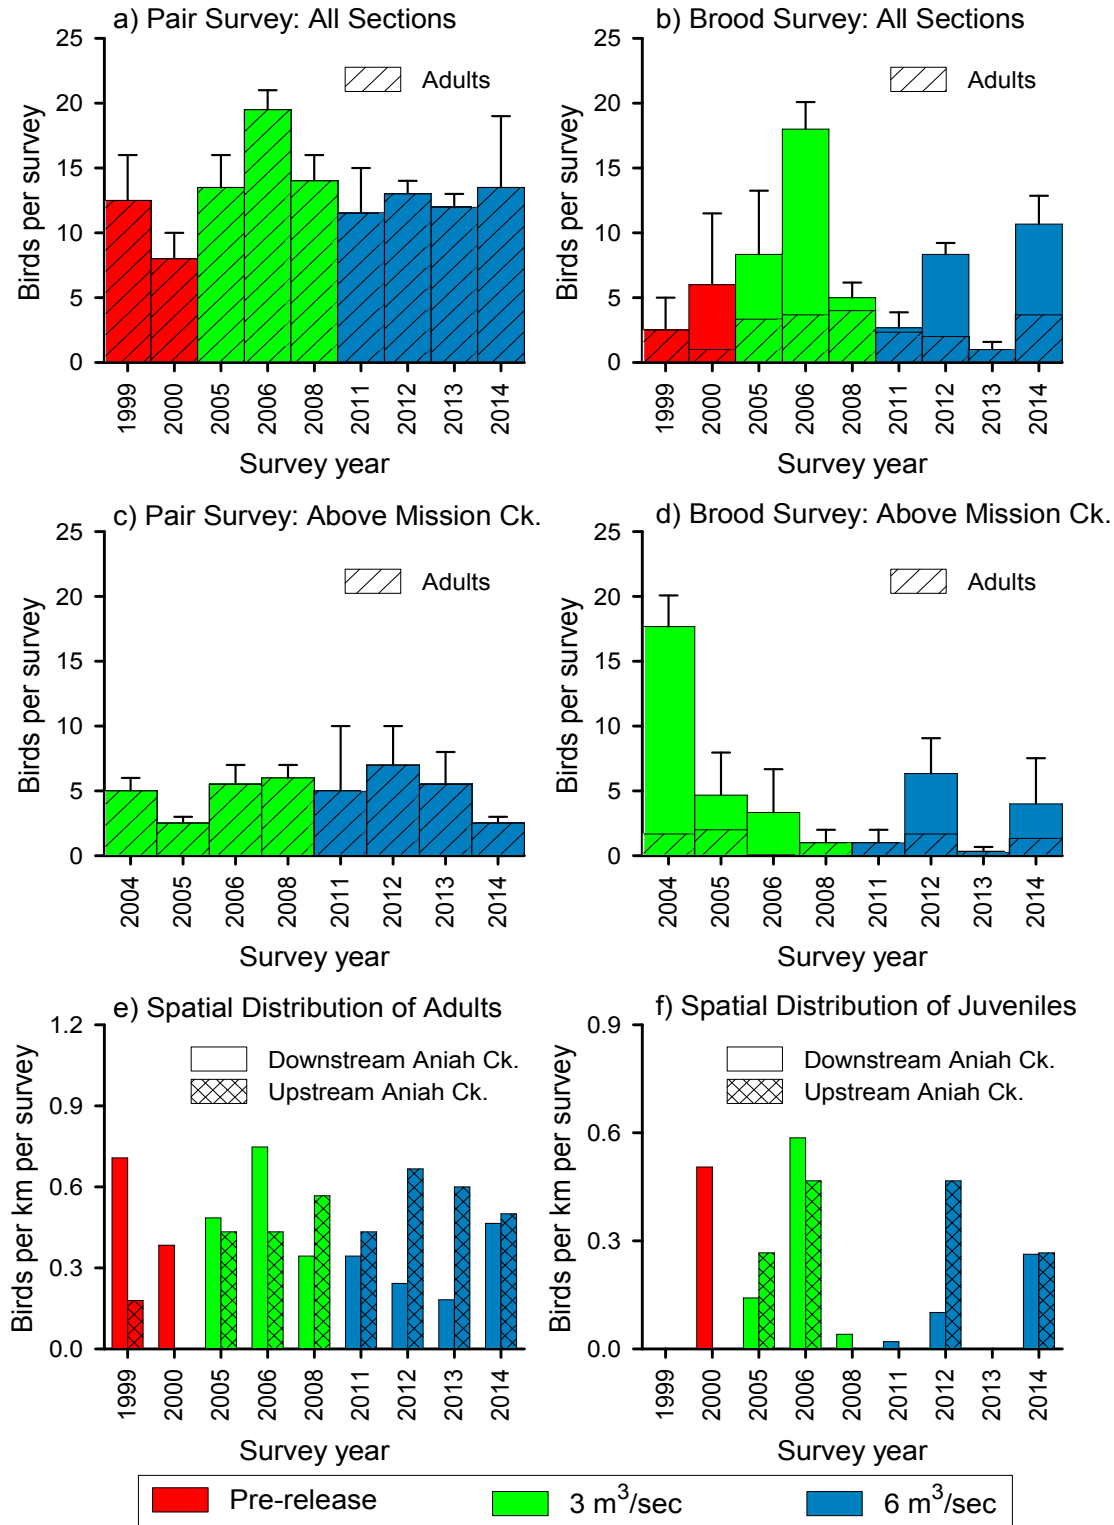 a) Pair Survey: All Sections
25
20
15
10
5
0
Birds per survey
Adults
1999
2000
2005
2006
2008
2011
2012
2013
2014
Survey year
b) Brood Survey: All Sections
25
20
15
10
5
0
Birds per survey
Adults
1999
2000
2005
2006
2008
2011
2012
2013
2014
Survey year
c) Pair Survey: Above Mission Ck.
25
20
15
10
5
0
Birds per survey
Adults
2004
2005
2006
2008
2011
2012
2013
2014
Survey year
d) Brood Survey: Above Mission Ck.
25
20
15
10
5
0
Birds per survey
Adults
2004
2005
2006
2008
2011
2012
2013
2014
Survey year
e) Spatial Distribution of Adults
1.2
0.9
0.6
0.3
0.0
Birds per km per survey
Downstream Aniah Ck.
Upstream Aniah Ck.
1999
2000
2005
2006
2008
2011
2012
2013
2014
Survey year
f) Spatial Distribution of Juveniles
0.9
0.6
0.3
0.0
Birds per km per survey
Downstream Aniah Ck.
Upstream Aniah Ck.
1999
2000
2005
2006
2008
2011
2012
2013
2014
Survey year
Pre-release
3 m³/sec
6 m³/sec